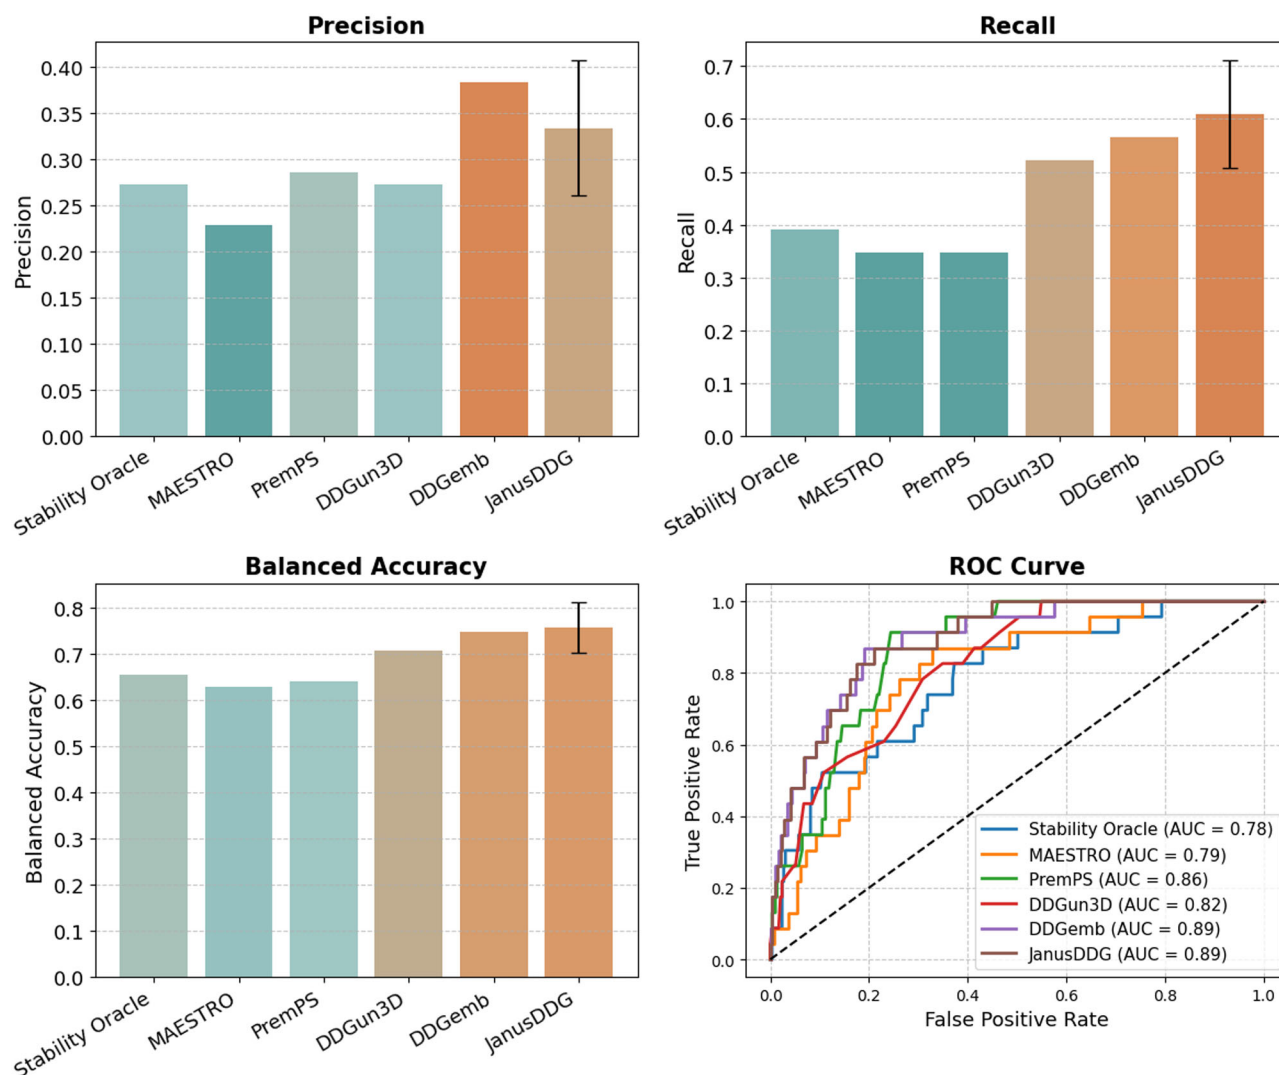 Precision
Precision
0.40
0.35
0.30
0.25
0.20
0.15
0.10
0.05
0.00
Stability Oracle
MAESTRO
PremPS
DDGun3D
DDGemb
JanusDDG
Recall
Recall
0.7
0.6
0.5
0.4
0.3
0.2
0.1
0.0
Stability Oracle
MAESTRO
PremPS
DDGun3D
DDGemb
JanusDDG
Balanced Accuracy
Balanced Accuracy
0.8
0.7
0.6
0.5
0.4
0.3
0.2
0.1
0.0
Stability Oracle
MAESTRO
PremPS
DDGun3D
DDGemb
JanusDDG
ROC Curve
True Positive Rate
1.0
0.8
0.6
0.4
0.2
0.0
Stability Oracle (AUC = 0.78)
MAESTRO (AUC = 0.79)
PremPS (AUC = 0.86)
DDGun3D (AUC = 0.82)
DDGemb (AUC = 0.89)
JanusDDG (AUC = 0.89)
0.0 0.2 0.4 0.6 0.8 1.0
False Positive Rate